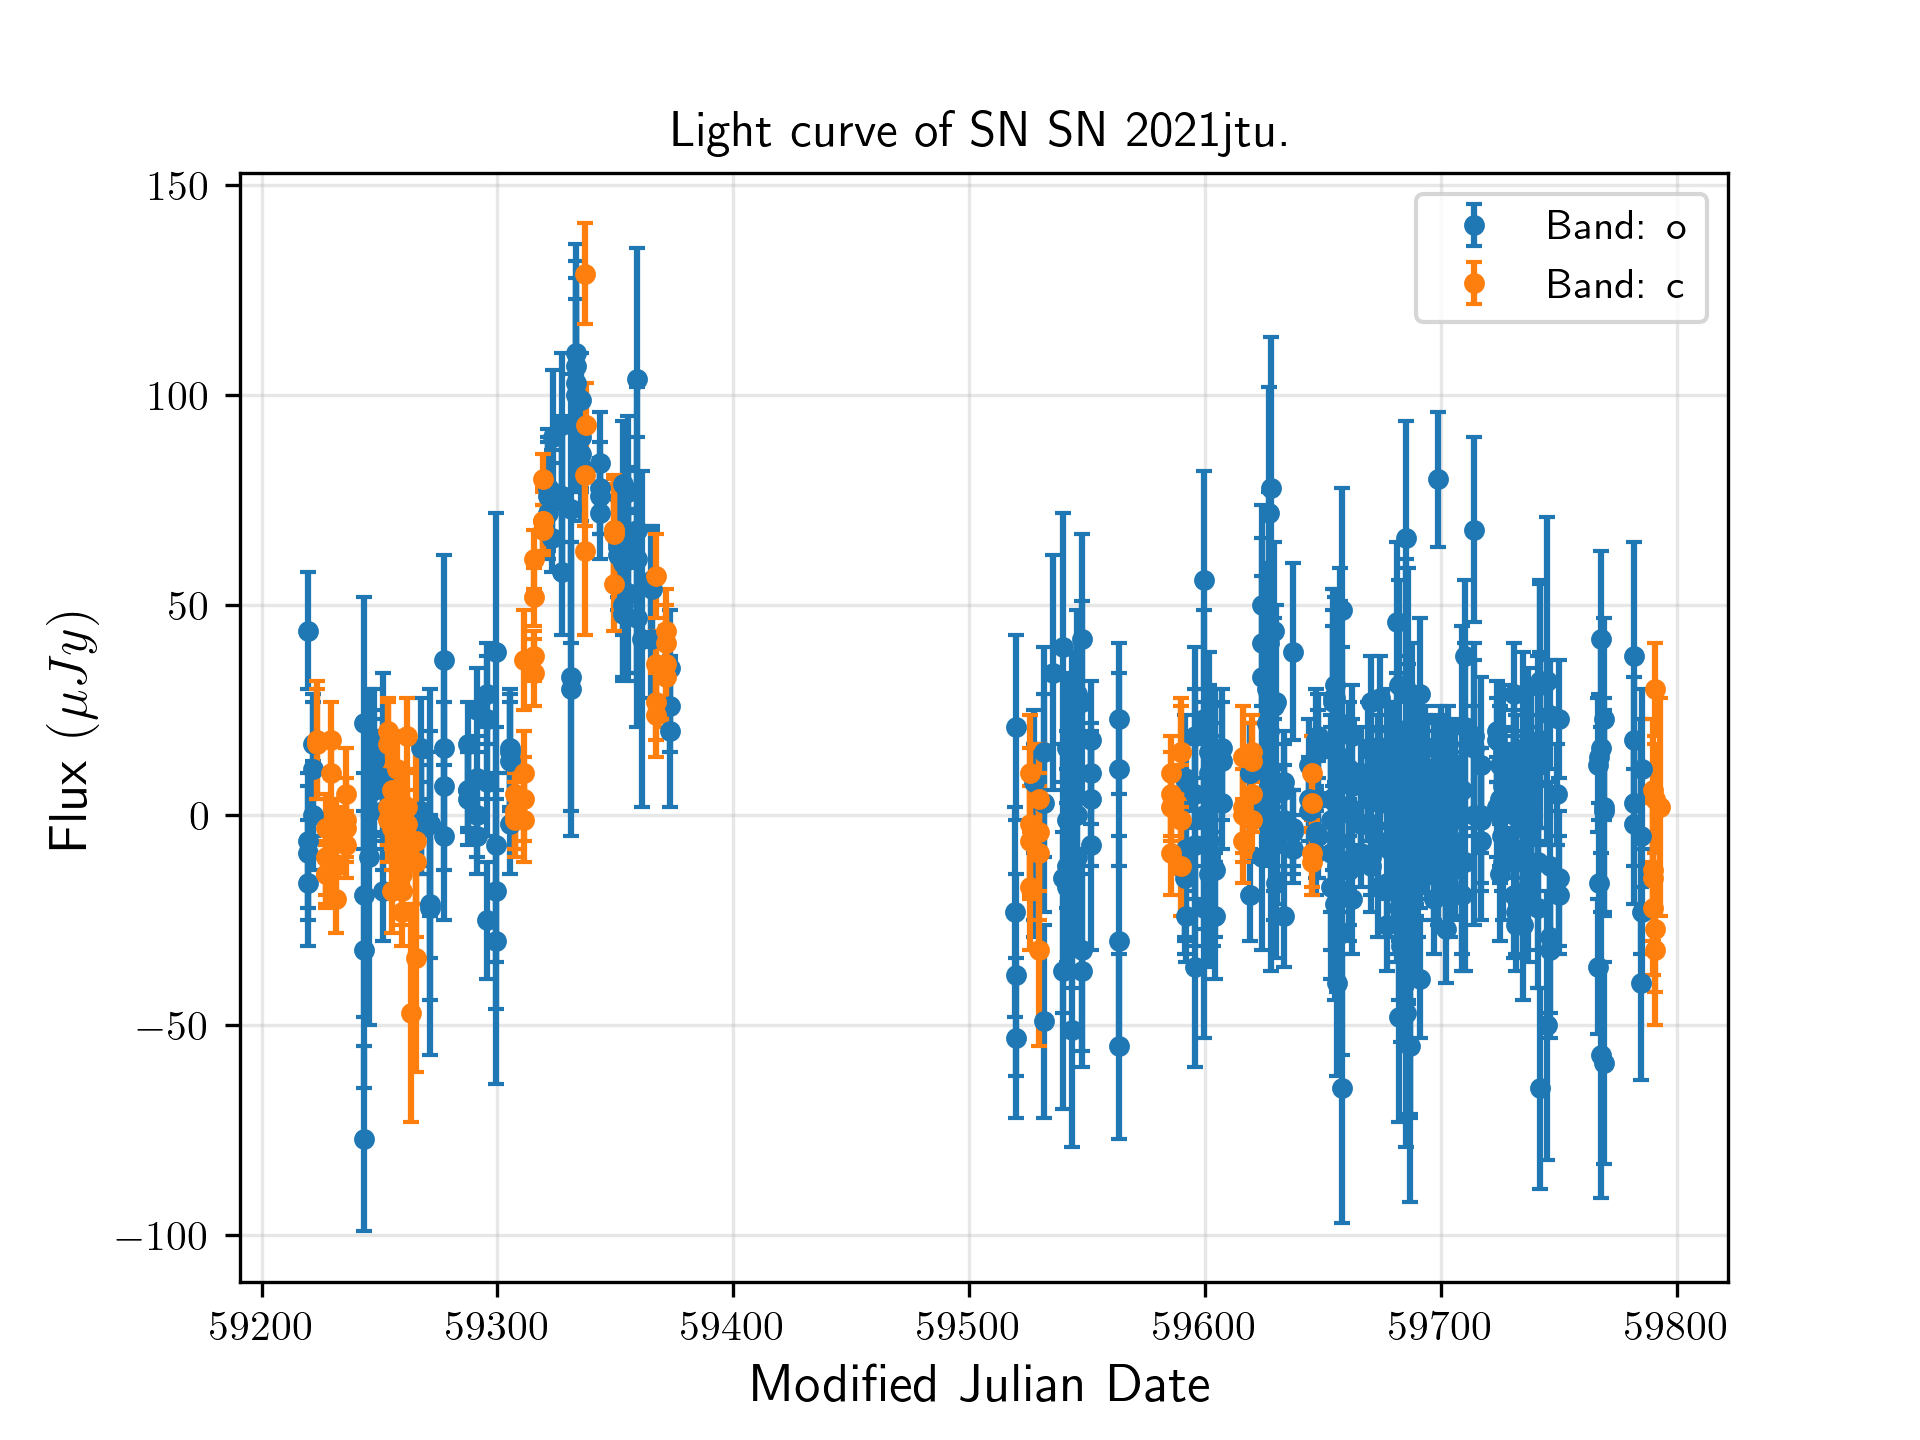 Light curve of SN SN 2021jtu.
150
100
50
0
−50
−100
Flux (μJy)
Band: o
Band: c
59200 59300 59400 59500 59600 59700 59800
Modified Julian Date